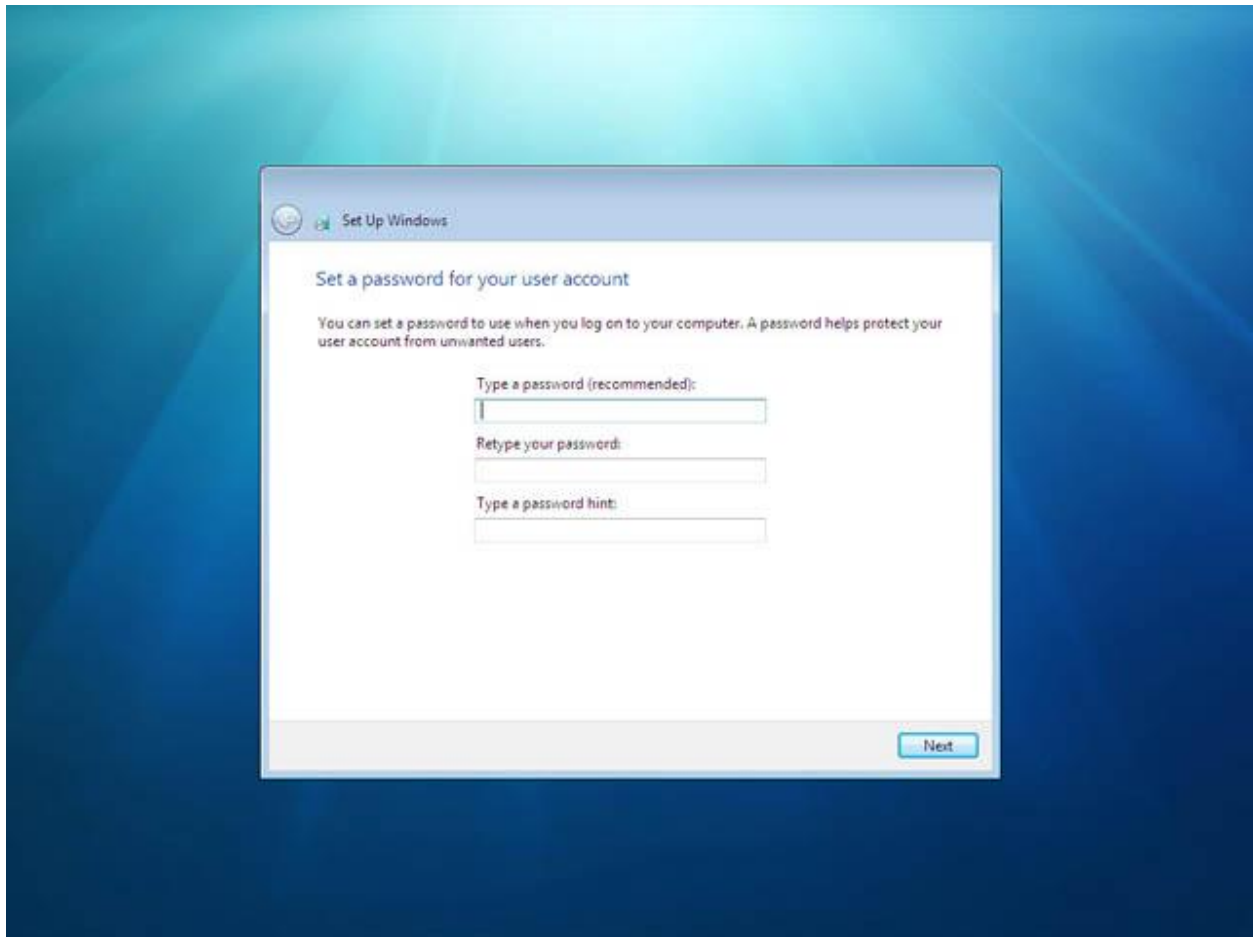 Set Up Windows
Set a password for your user account
You can set a password to use when you log on to your computer. A password helps protect your
user account from unwanted users.
Type a password (recommended):
Retype your password:
Type a password hint:
Next